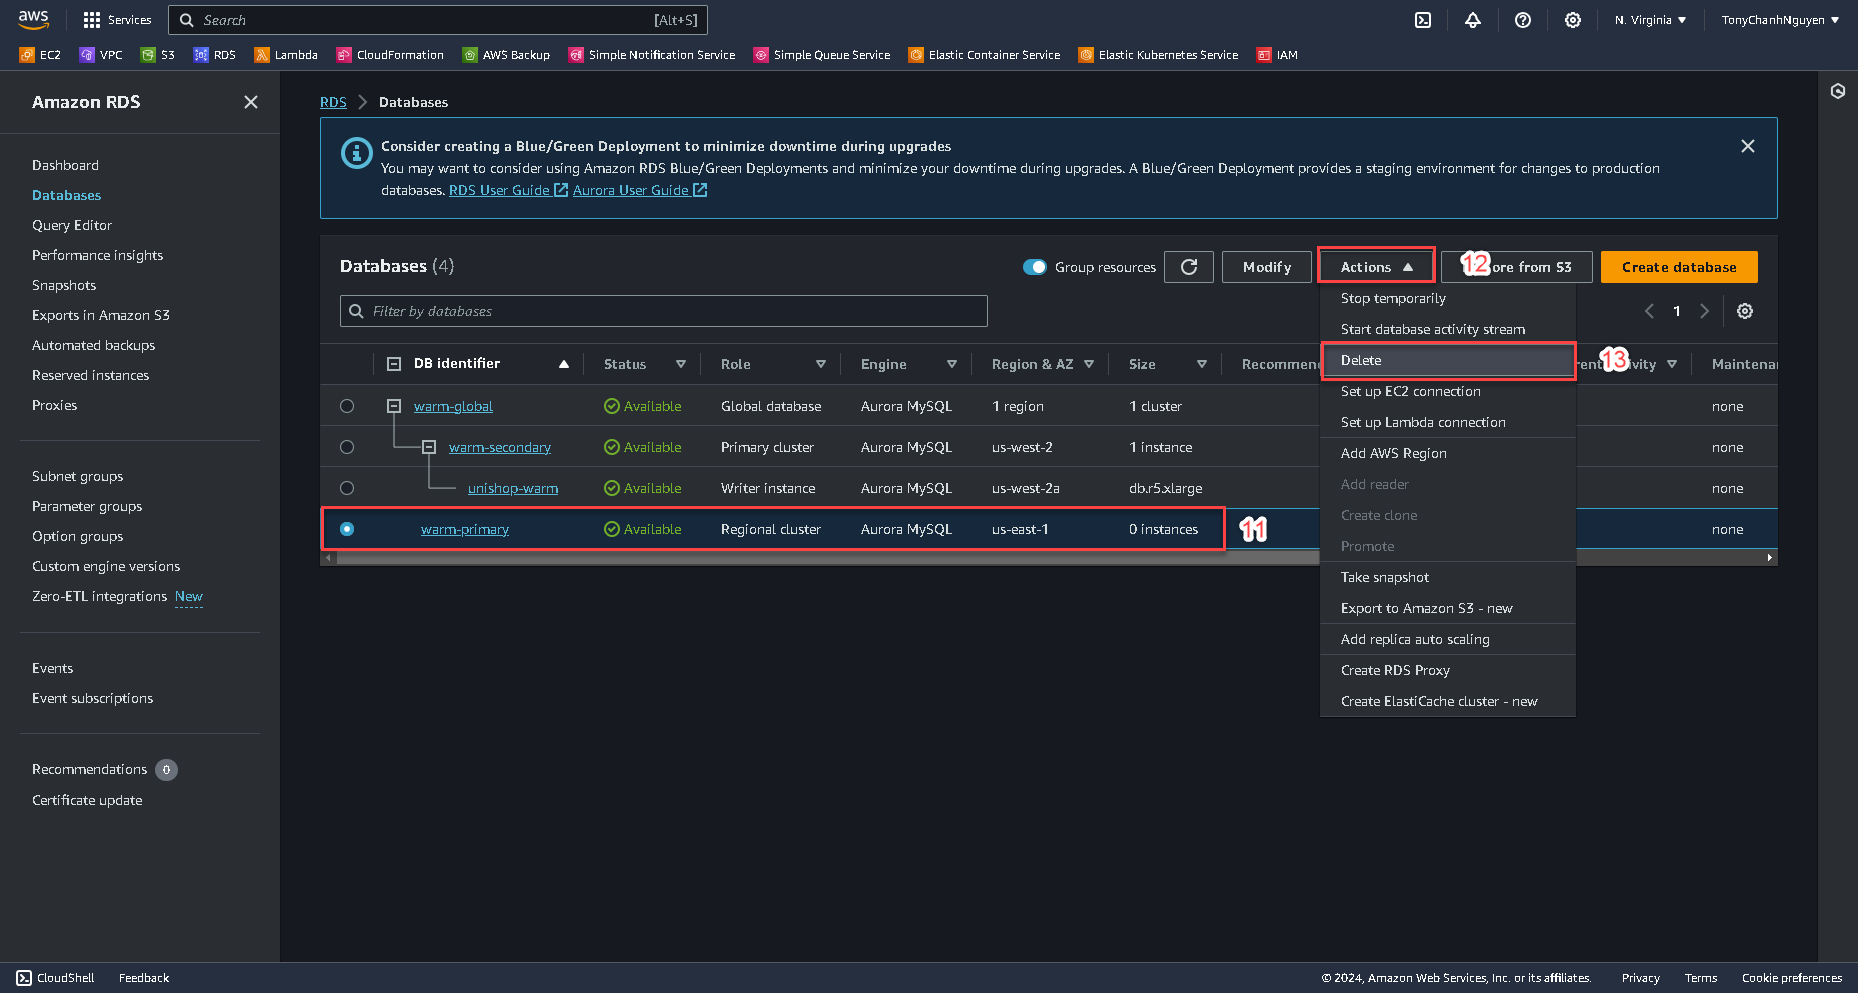 aws Services Search [Alt+S] N. Virginia TonyChanhNguyen
EC2 VPC S3 RDS Lambda CloudFormation AWS Backup Simple Notification Service Simple Queue Service Elastic Container Service Elastic Kubernetes Service IAM
Amazon RDS
Dashboard
Databases
Query Editor
Performance insights
Snapshots
Exports in Amazon S3
Automated backups
Reserved instances
Proxies
Subnet groups
Parameter groups
Option groups
Custom engine versions
Zero-ETL integrations New
Events
Event subscriptions
Recommendations 0
Certificate update
RDS Databases
Consider creating a Blue/Green Deployment to minimize downtime during upgrades
You may want to consider using Amazon RDS Blue/Green Deployments and minimize your downtime during upgrades. A Blue/Green Deployment provides a staging environment for changes to production
databases. RDS User Guide Aurora User Guide
Databases (4) Group resources Modify Actions 12 ore from S3 Create database
Filter by databases 1
DB identifier Status Role Engine Region & AZ Size Recommen rent 13 vity Maintenan
warm-global Available Global database Aurora MySQL 1 region 1 cluster none
warm-secondary Available Primary cluster Aurora MySQL us-west-2 1 instance none
unishop-warm Available Writer instance Aurora MySQL us-west-2a db.r5.xlarge none
warm-primary Available Regional cluster Aurora MySQL us-east-1 0 instances 11 none
Stop temporarily
Start database activity stream
Delete
Set up EC2 connection
Set up Lambda connection
Add AWS Region
Add reader
Create clone
Promote
Take snapshot
Export to Amazon S3 - new
Add replica auto scaling
Create RDS Proxy
Create ElastiCache cluster - new
CloudShell Feedback © 2024, Amazon Web Services, Inc. or its affiliates. Privacy Terms Cookie preferences